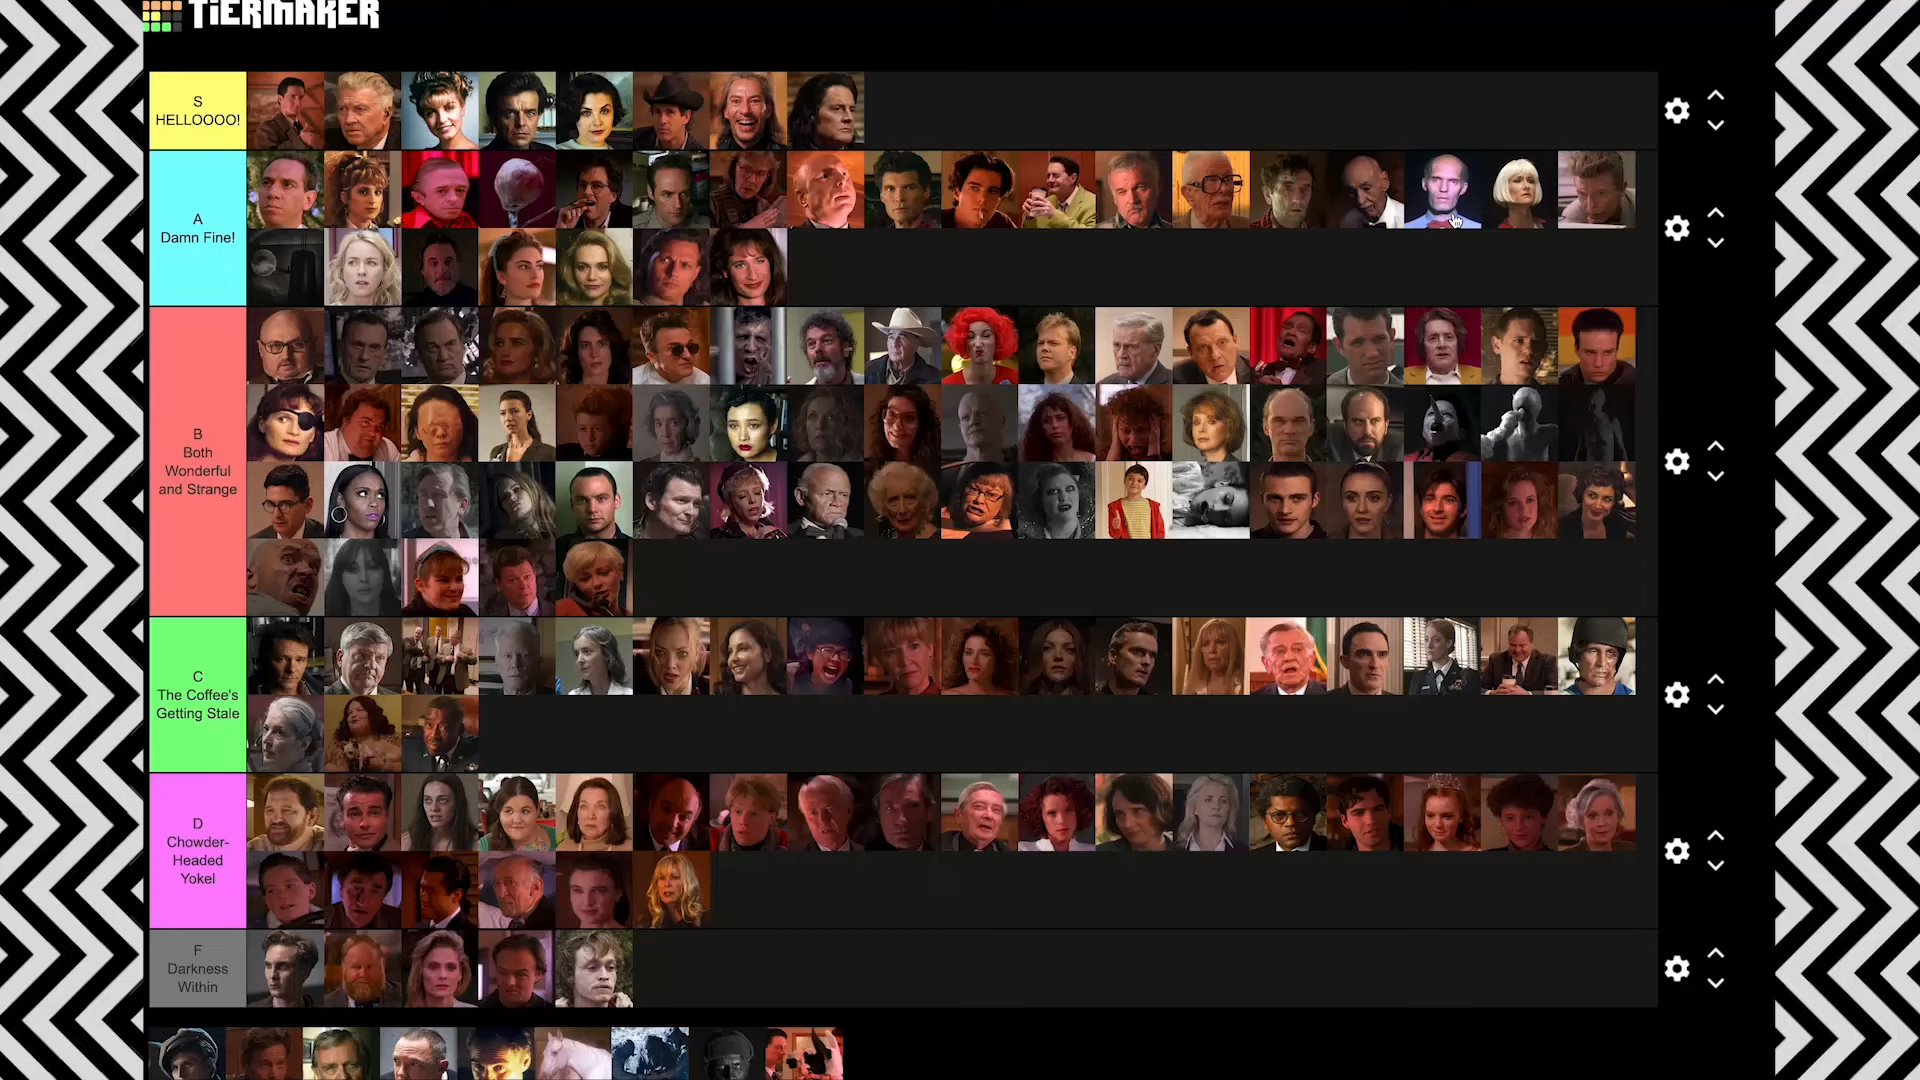 TiERMAKER
S
HELLOOOO!
A
Damn Fine!
B
Both
Wonderful
and Strange
C
The Coffee's
Getting Stale
D
Chowder-
Headed
Yokel
F
Darkness
Within